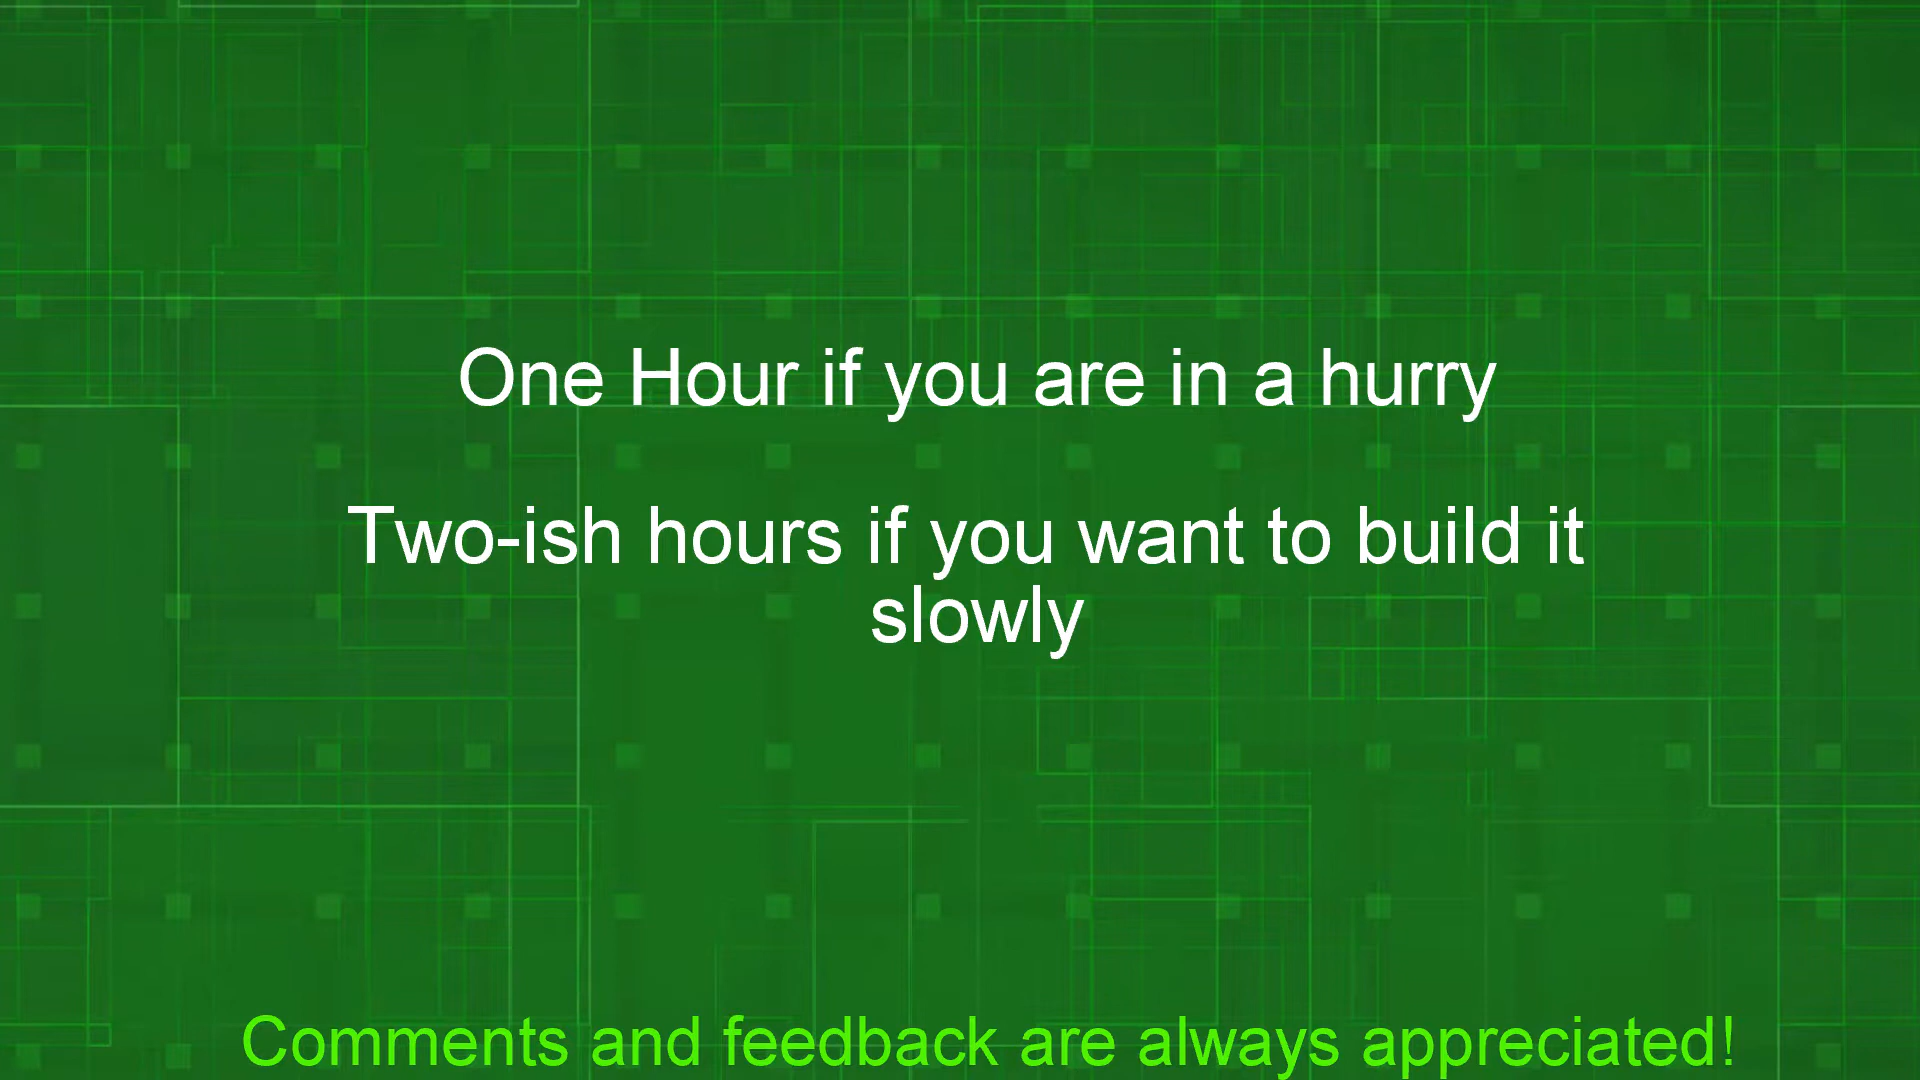 One Hour if you are in a hurry
Two-ish hours if you want to build it
slowly
Comments and feedback are always appreciated!